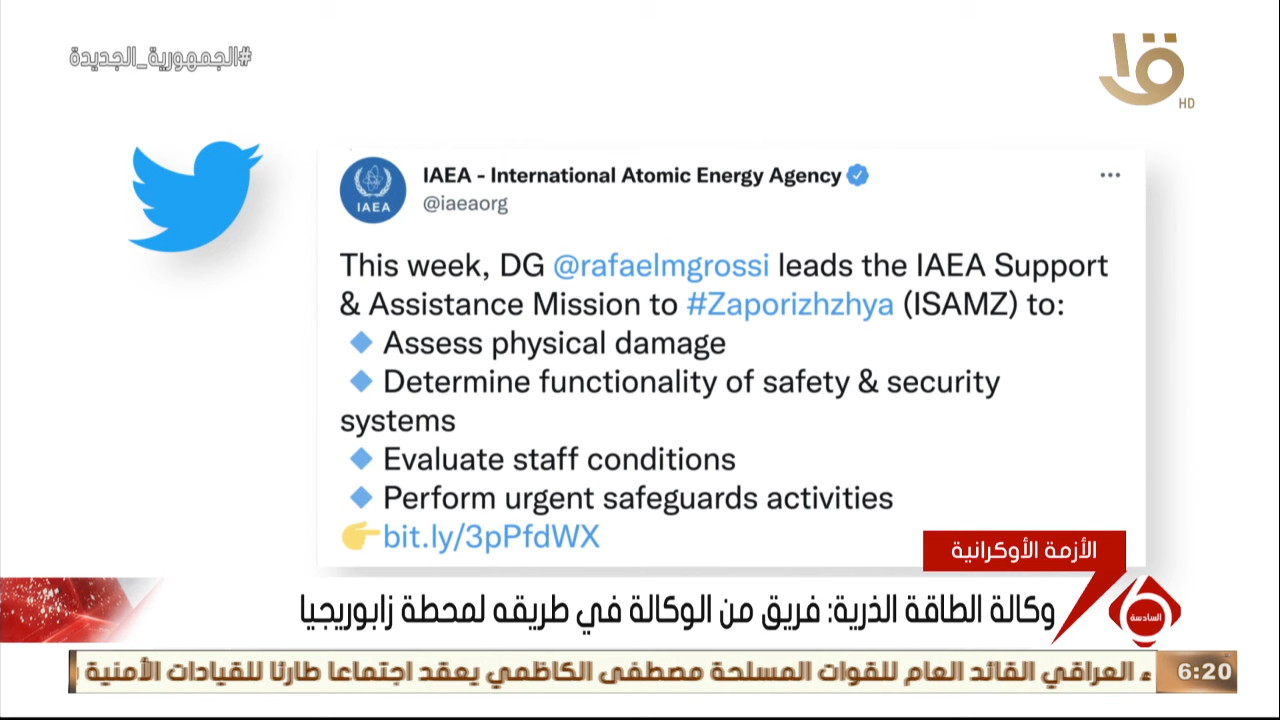 #الجمهورية_الجديدة
HD
IAEA
IAEA - International Atomic Energy Agency
@iaeaorg
This week, DG @rafaelmgrossi leads the IAEA Support
& Assistance Mission to #Zaporizhzhya (ISAMZ) to:
🔹 Assess physical damage
🔹 Determine functionality of safety & security
systems
🔹 Evaluate staff conditions
🔹 Perform urgent safeguards activities
👉bit.ly/3pPfdWX
الأزمة الأوكرانية
وكالة الطاقة الذرية: فريق من الوكالة في طريقه لمحطة زابوريجيا
السادسة
6:20
ء العراقي القائد العام للقوات المسلحة مصطفى الكاظمي يعقد اجتماعا طارئا للقيادات الأمنية